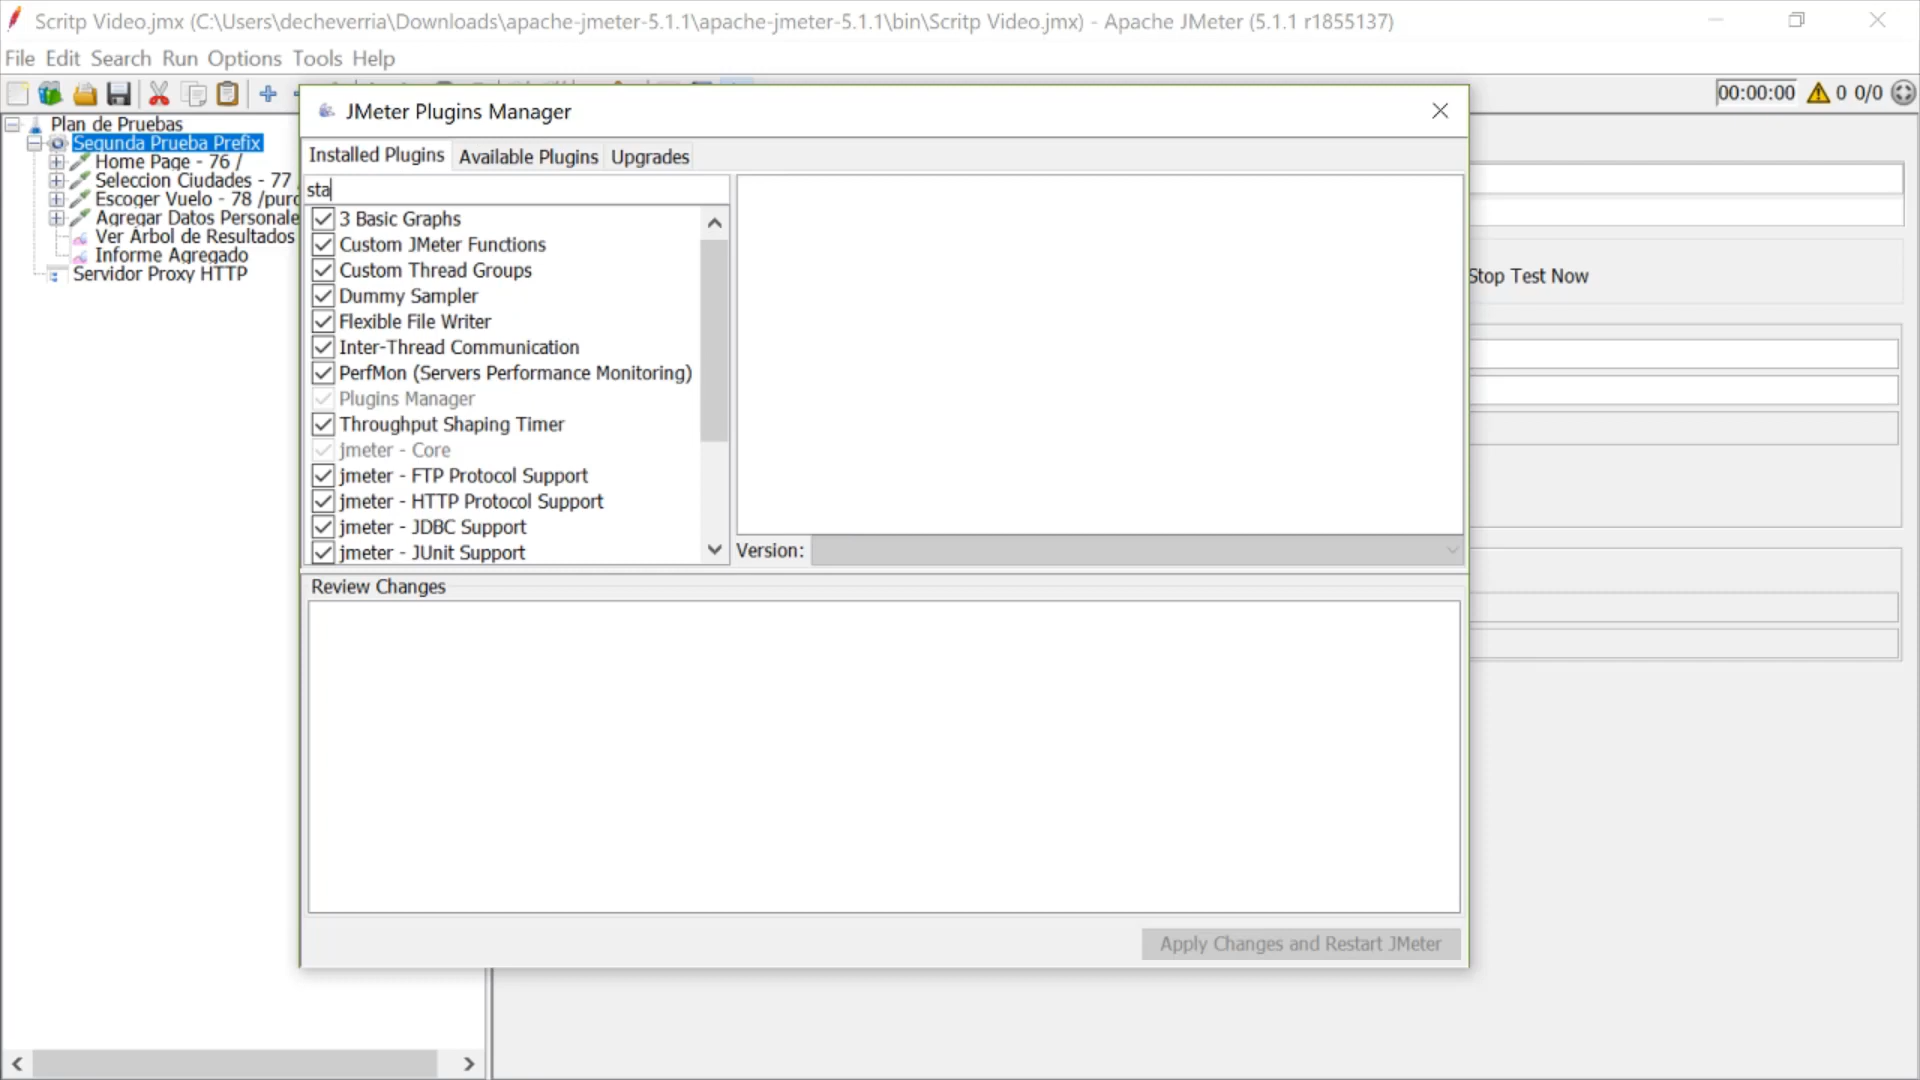 Scritp Video.jmx (C:\Users\decheverria\Downloads\apache-jmeter-5.1.1\apache-jmeter-5.1.1\bin\Scritp Video.jmx) - Apache JMeter (5.1.1 r1855137)
File Edit Search Run Options Tools Help
00:00:00 0 0/0
JMeter Plugins Manager
Installed Plugins Available Plugins Upgrades
sta
3 Basic Graphs
Custom JMeter Functions
Custom Thread Groups
Dummy Sampler
Flexible File Writer
Inter-Thread Communication
PerfMon (Servers Performance Monitoring)
Plugins Manager
Throughput Shaping Timer
jmeter - Core
jmeter - FTP Protocol Support
jmeter - HTTP Protocol Support
jmeter - JDBC Support
jmeter - JUnit Support
Version:
Review Changes
Apply Changes and Restart JMeter
Plan de Pruebas
Segunda Prueba Prefix
Home Page - 76 /
Seleccion Ciudades - 77
Escoger Vuelo - 78 /purc
Agregar Datos Personale
Ver Árbol de Resultados
Informe Agregado
Servidor Proxy HTTP
Stop Test Now